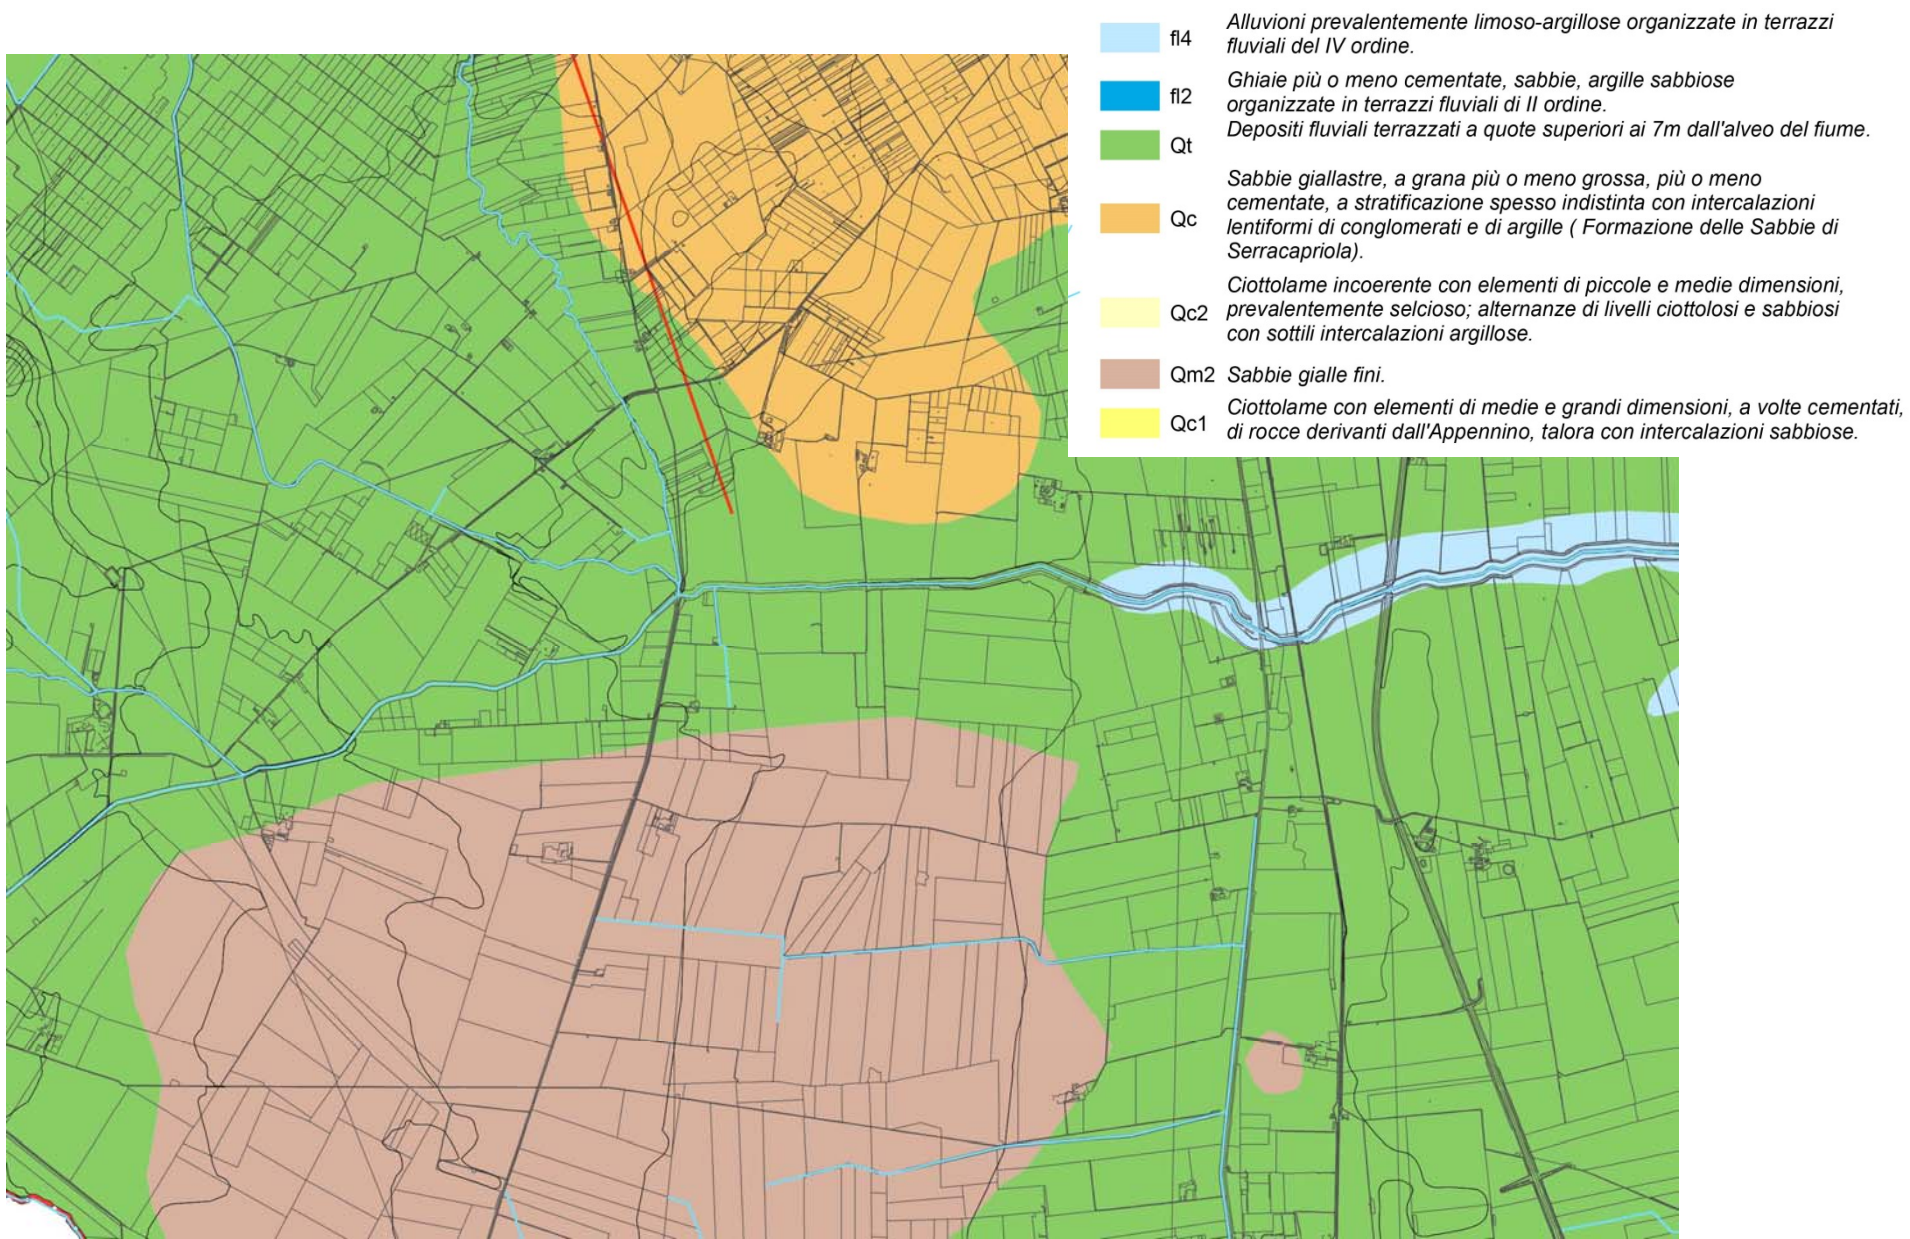 fl4 Alluvioni prevalentemente limoso-argillose organizzate in terrazzi
fluviali del IV ordine.
fl2 Ghiaie più o meno cementate, sabbie, argille sabbiose
organizzate in terrazzi fluviali di II ordine.
Qt Depositi fluviali terrazzati a quote superiori ai 7m dall'alveo del fiume.
Sabbie giallastre, a grana più o meno grossa, più o meno
cementate, a stratificazione spesso indistinta con intercalazioni
Qc lentiformi di conglomerati e di argille ( Formazione delle Sabbie di
Serracapriola).
Ciottolame incoerente con elementi di piccole e medie dimensioni,
Qc2 prevalentemente selcioso; alternanze di livelli ciottolosi e sabbiosi
con sottili intercalazioni argillose.
Qm2 Sabbie gialle fini.
Qc1 Ciottolame con elementi di medie e grandi dimensioni, a volte cementati,
di rocce derivanti dall'Appennino, talora con intercalazioni sabbiose.